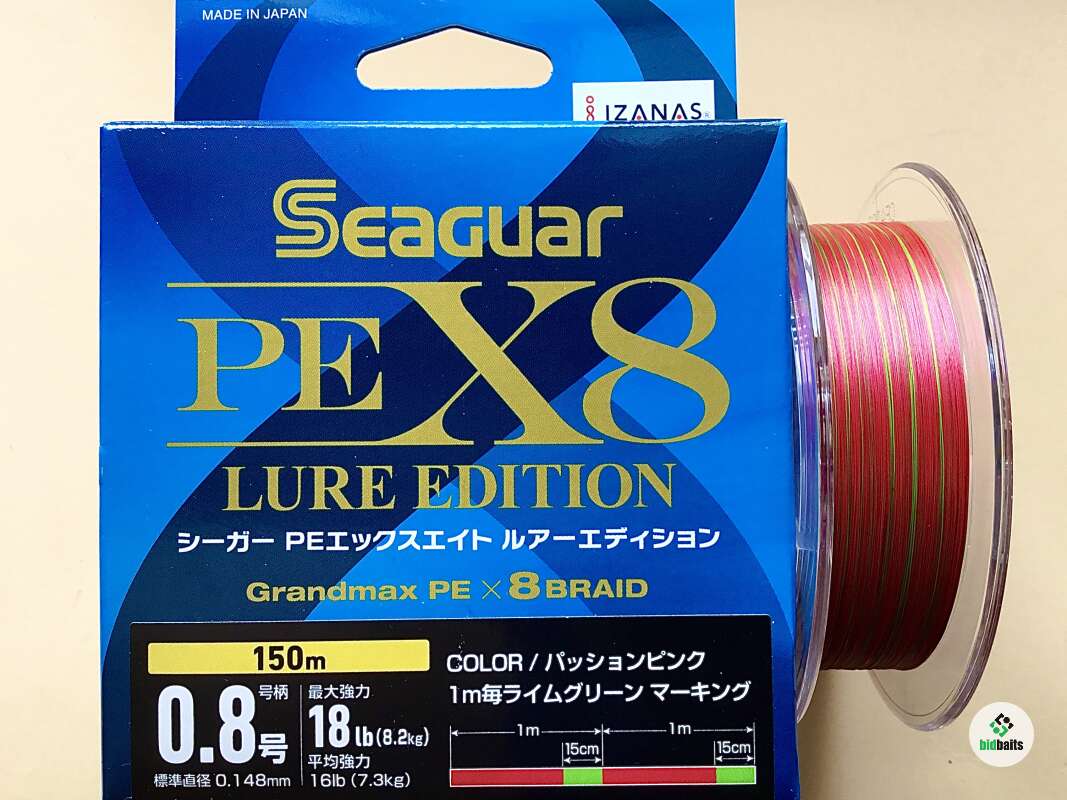 MADE IN JAPAN
IZANAS
Seaguar
PE X8
LURE EDITION
シーガー PEエックスエイト ルアーエディション
Grandmax PE × 8 BRAID
150m
0.8号
号柄
標準直径 0.148mm
最大強力
18lb(8.2kg)
平均強力
16lb (7.3kg)
COLOR / パッションピンク
1m毎ライムグリーン マーキング
1m 1m
15cm 15cm
bidbaits